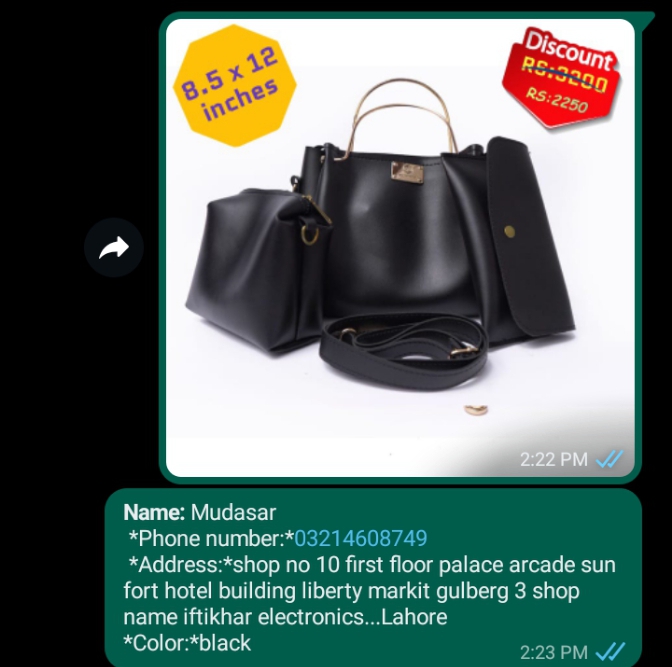 8.5 x 12
inches
Discount
RS:3200
RS:2250
2:22 PM
Name: Mudasar
*Phone number:*03214608749
*Address:*shop no 10 first floor palace arcade sun
fort hotel building liberty markit gulberg 3 shop
name iftikhar electronics...Lahore
*Color:*black
2:23 PM